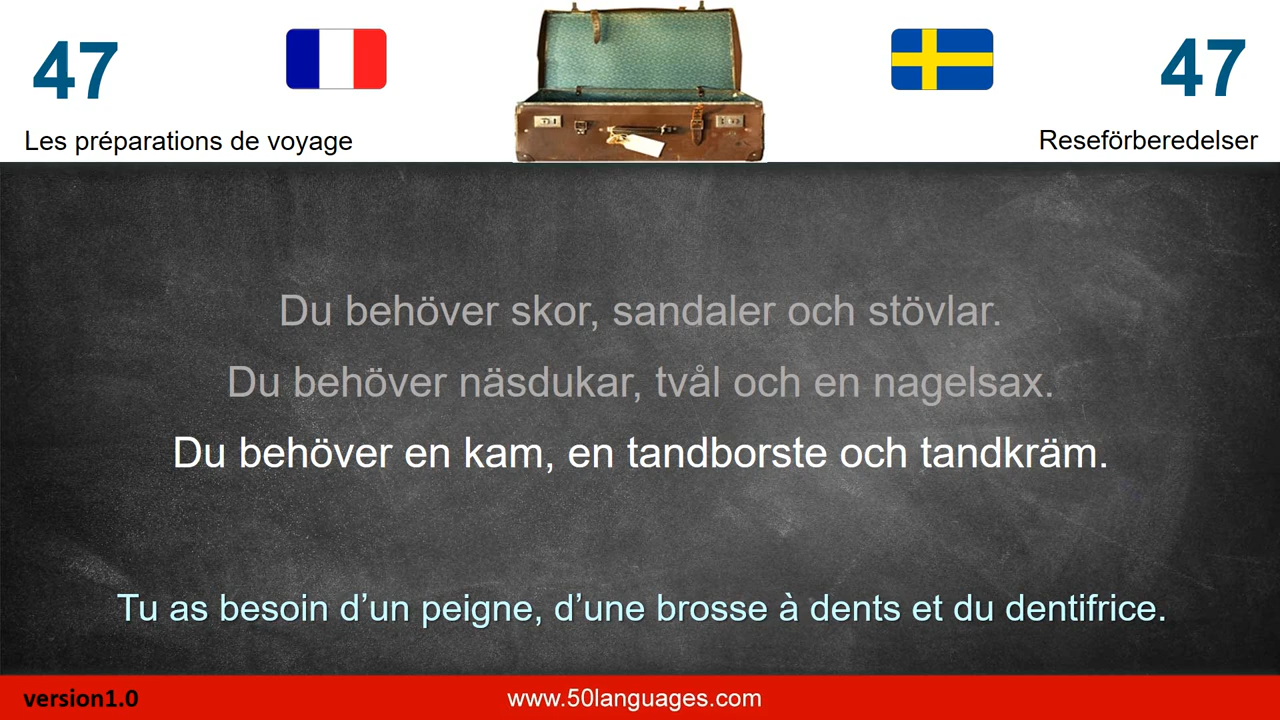 47
47
Les préparations de voyage
Reseförberedelser
Du behöver skor, sandaler och stövlar.
Du behöver näsdukar, tvål och en nagelsax.
Du behöver en kam, en tandborste och tandkräm.
Tu as besoin d’un peigne, d’une brosse à dents et du dentifrice.
version1.0
www.50languages.com